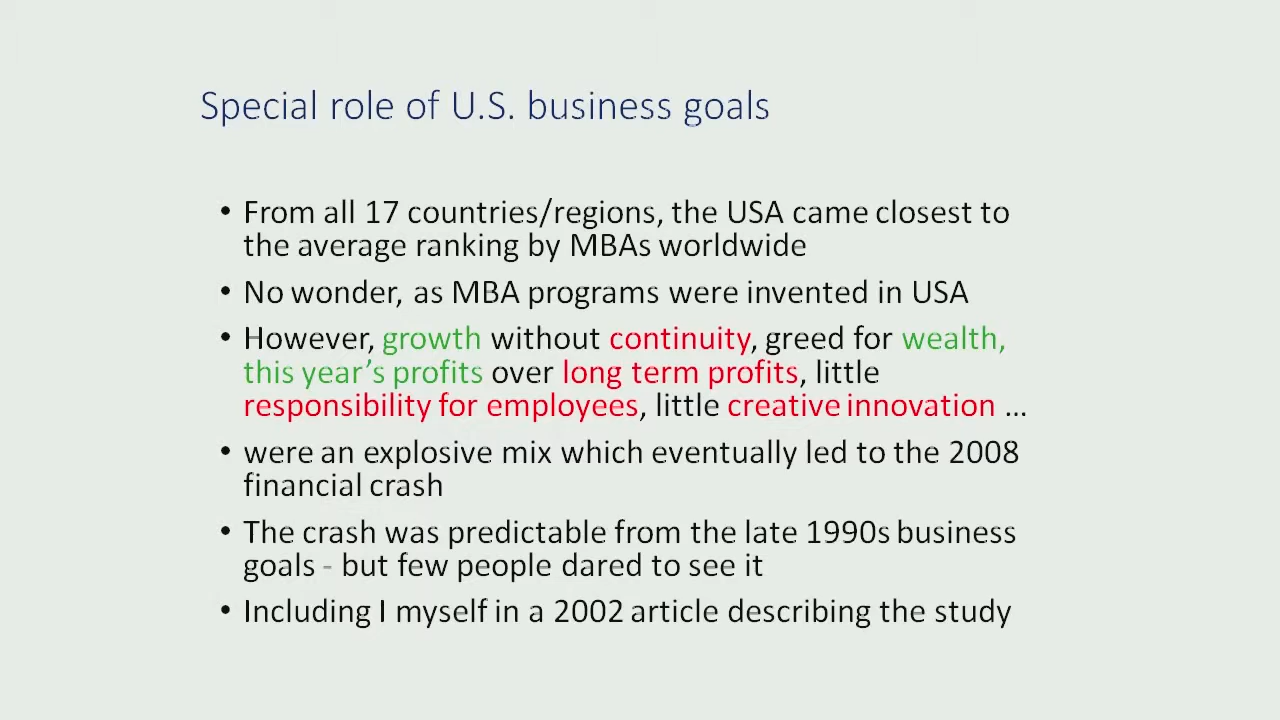 Special role of U.S. business goals
• From all 17 countries/regions, the USA came closest to
the average ranking by MBAs worldwide
• No wonder, as MBA programs were invented in USA
• However, growth without continuity, greed for wealth,
this year's profits over long term profits, little
responsibility for employees, little creative innovation ...
• were an explosive mix which eventually led to the 2008
financial crash
• The crash was predictable from the late 1990s business
goals - but few people dared to see it
• Including I myself in a 2002 article describing the study